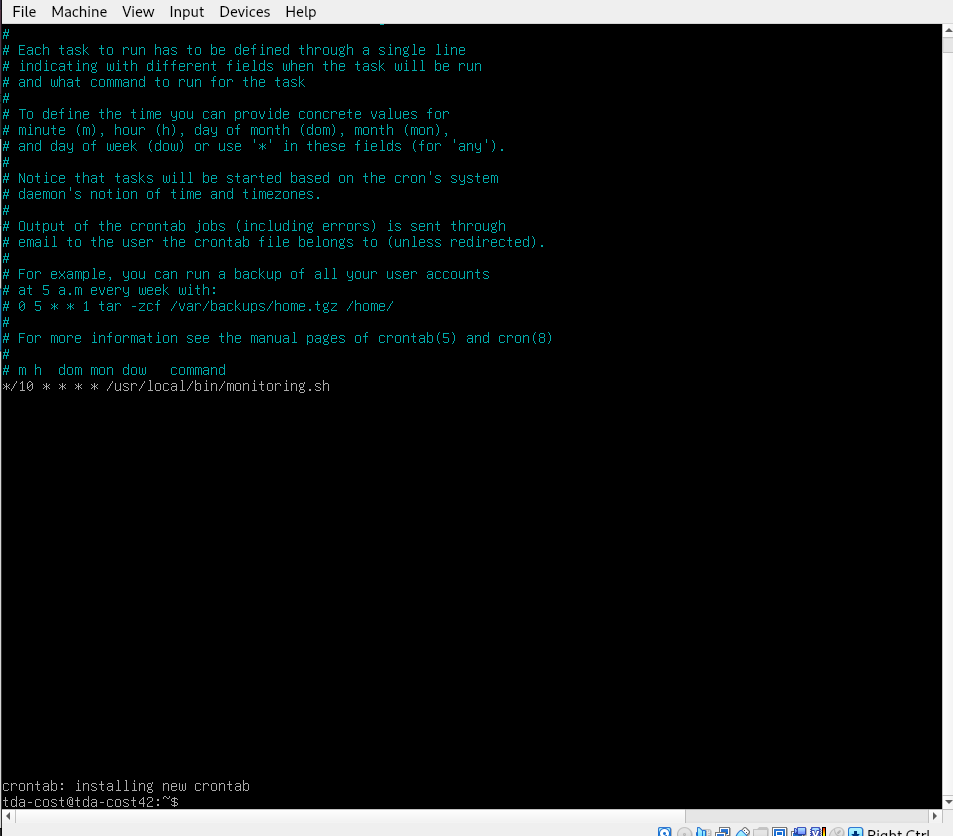 File Machine View Input Devices Help
#
# Each task to run has to be defined through a single line
# indicating with different fields when the task will be run
# and what command to run for the task
#
# To define the time you can provide concrete values for
# minute (m), hour (h), day of month (dom), month (mon),
# and day of week (dow) or use '*' in these fields (for 'any').
#
# Notice that tasks will be started based on the cron's system
# daemon's notion of time and timezones.
#
# Output of the crontab jobs (including errors) is sent through
# email to the user the crontab file belongs to (unless redirected).
#
# For example, you can run a backup of all your user accounts
# at 5 a.m every week with:
# 0 5 * * 1 tar -zcf /var/backups/home.tgz /home/
#
# For more information see the manual pages of crontab(5) and cron(8)
#
# m h  dom mon dow   command
*/10 * * * * /usr/local/bin/monitoring.sh
crontab: installing new crontab
tda-cost@tda-cost42:~$
Right Ctrl